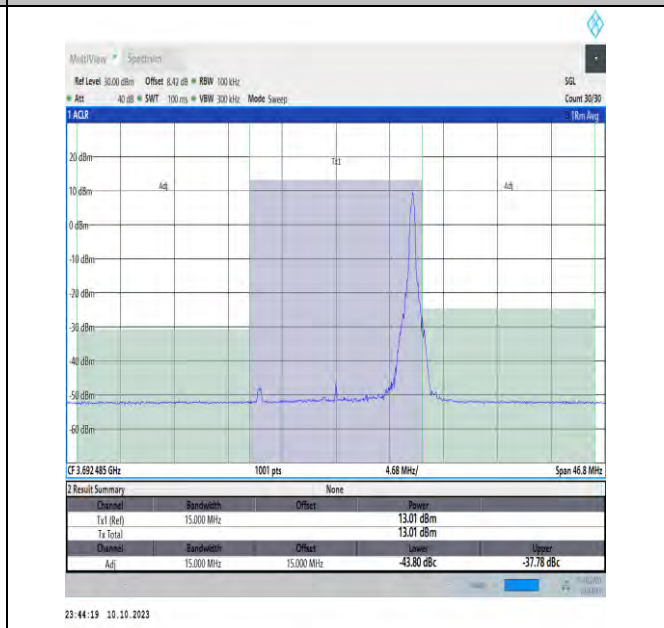 MultiView Spectrum
Ref Level 30.00 dBm Offset 8.42 dB RBW 100 kHz SGL
Att 40 dB SWT 100 ms VBW 300 kHz Mode Sweep Count 30/30
1 ACLR 1Rm Avg
20 dBm
Tx1
10 dBm
Adj Adj
0 dBm
-10 dBm
-20 dBm
-30 dBm
-40 dBm
-50 dBm
-60 dBm
CF 3.692 485 GHz 1001 pts 4.68 MHz/ Span 46.8 MHz
2 Result Summary None
Channel Bandwidth Offset Power
Tx1 (Ref) 15.000 MHz 13.01 dBm
Tx Total 13.01 dBm
Channel Bandwidth Offset Lower Upper
Adj 15.000 MHz 15.000 MHz -43.80 dBc -37.78 dBc
23:44:19 10.10.2023